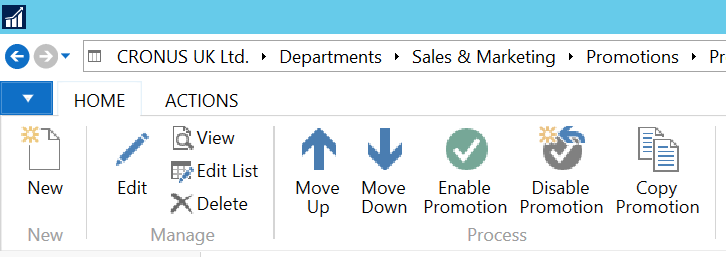 CRONUS UK Ltd. Departments Sales & Marketing Promotions Pr
HOME ACTIONS
New
Edit
View
Edit List
Delete
Move Up
Move Down
Enable Promotion
Disable Promotion
Copy Promotion
New Manage Process